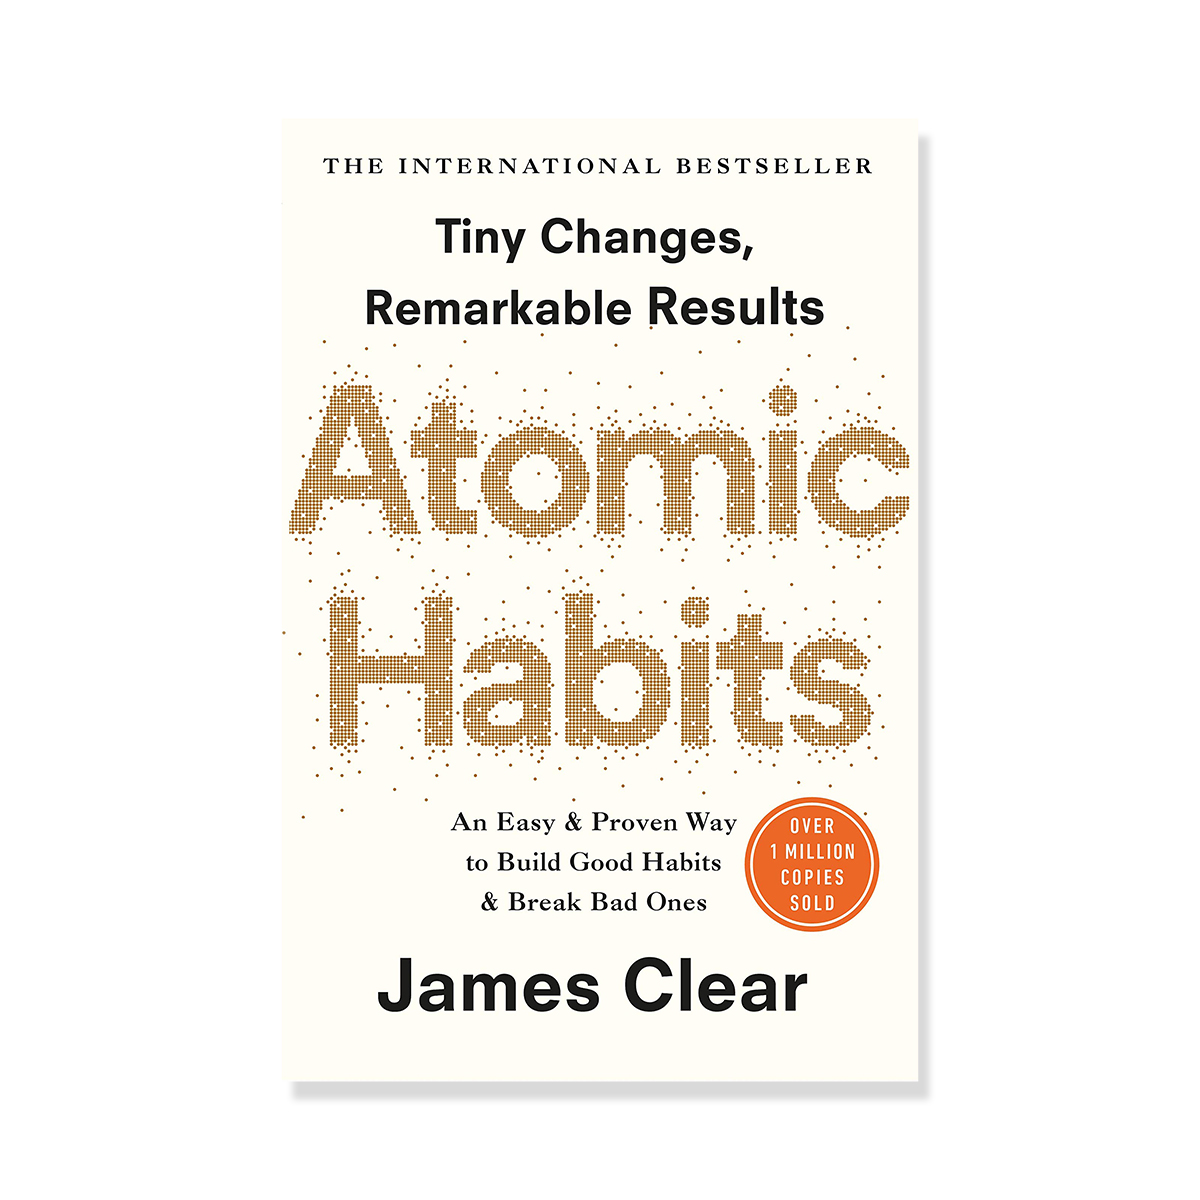 THE INTERNATIONAL BESTSELLER
Tiny Changes,
Remarkable Results
Atomic
Habits
An Easy & Proven Way
to Build Good Habits
& Break Bad Ones
OVER
1 MILLION
COPIES
SOLD
James Clear